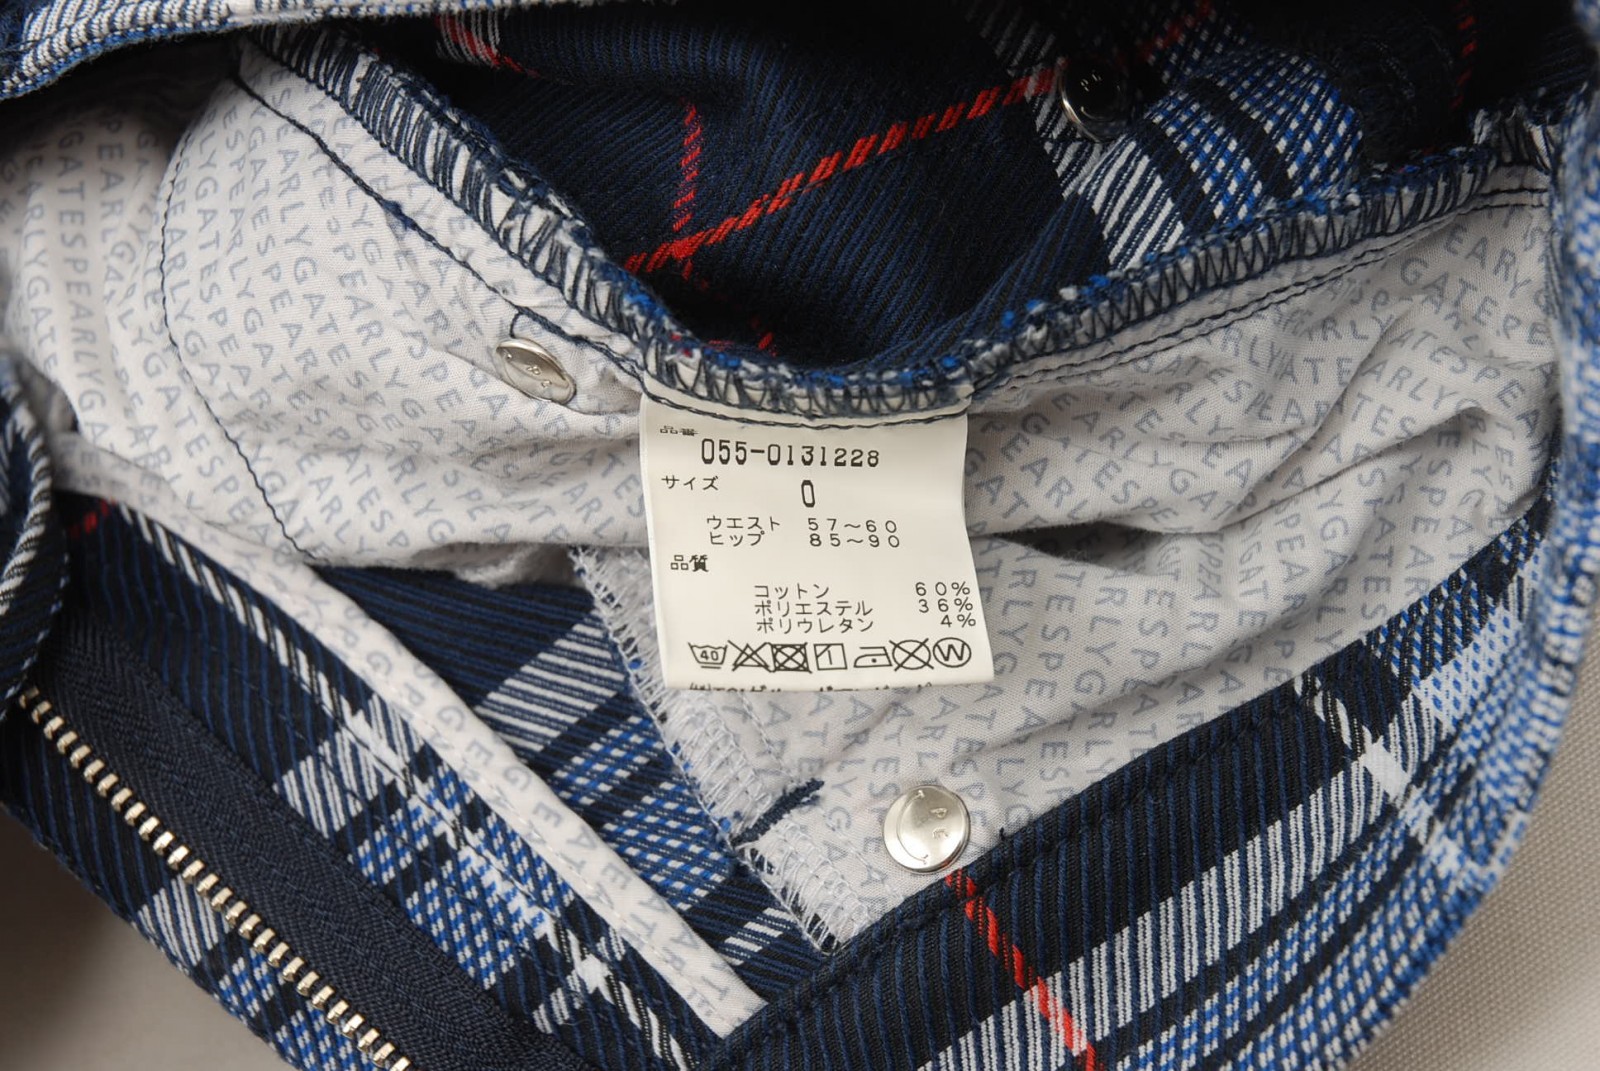 品番
055-0131228
サイズ 0
ウエスト 57~60
ヒップ 85~90
品質
コットン 60%
ポリエステル 36%
ポリウレタン 4%
40
W
PEARLYGATES
PG